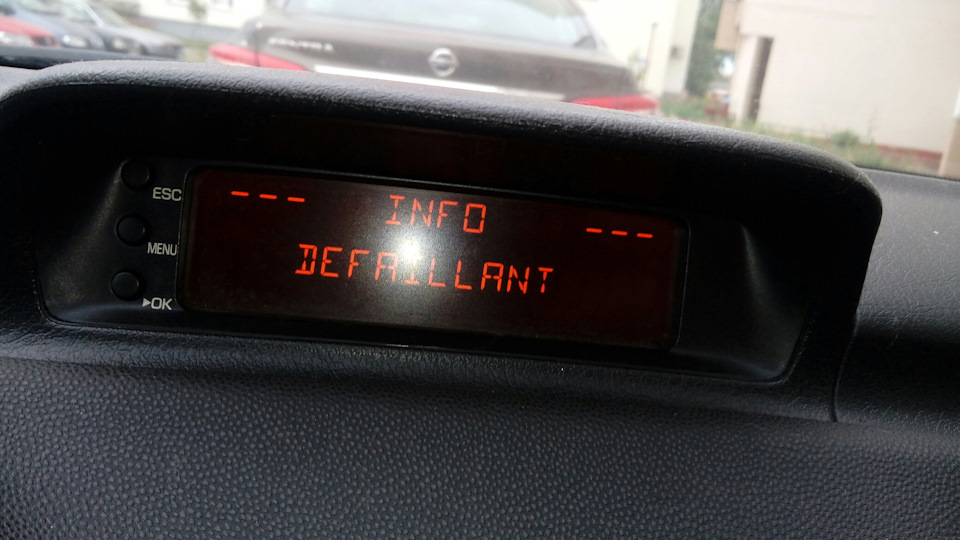 ESC
MENU
▶OK
--- INFO ---
DEFAILLANT